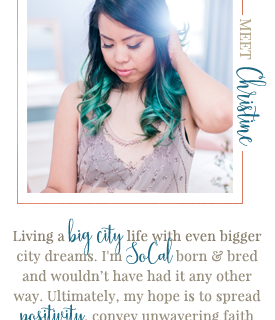 MEET
Christine
Living a big city life with even bigger
city dreams. I'm SoCal born & bred
and wouldn't have had it any other
way. Ultimately, my hope is to spread
positivity, convey unwavering faith